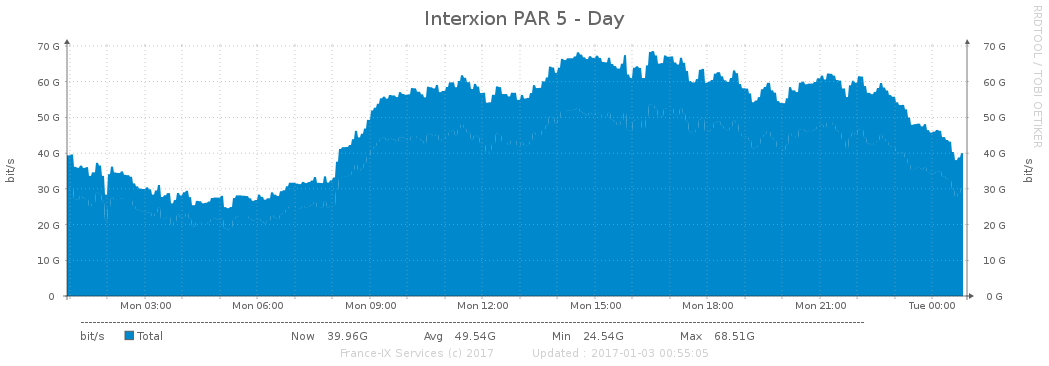 Interxion PAR 5 - Day
RRDTOOL / TOBI OETIKER
bit/s
70 G
60 G
50 G
40 G
30 G
20 G
10 G
0
70 G
60 G
50 G
40 G
30 G
20 G
10 G
0 G
bit/s
Mon 03:00 Mon 06:00 Mon 09:00 Mon 12:00 Mon 15:00 Mon 18:00 Mon 21:00 Tue 00:00
bit/s Total Now 39.96G Avg 49.54G Min 24.54G Max 68.51G
France-IX Services (c) 2017 Updated : 2017-01-03 00:55:05